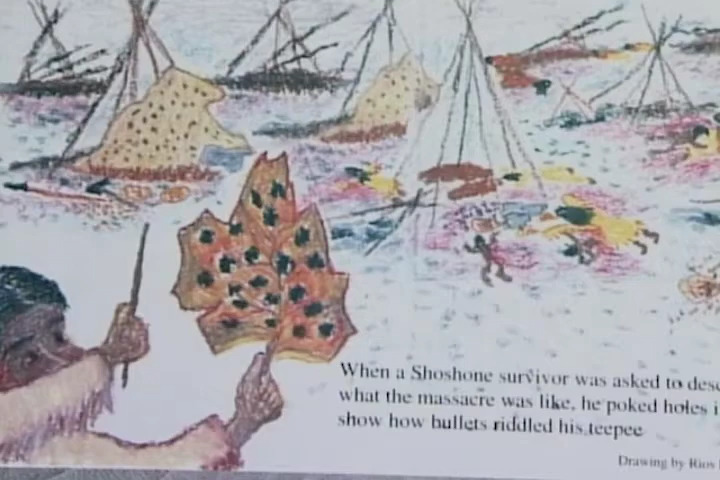 When a Shoshone survivor was asked to desc
what the massacre was like, he poked holes i
show how bullets riddled his teepee
Drawing by Rios